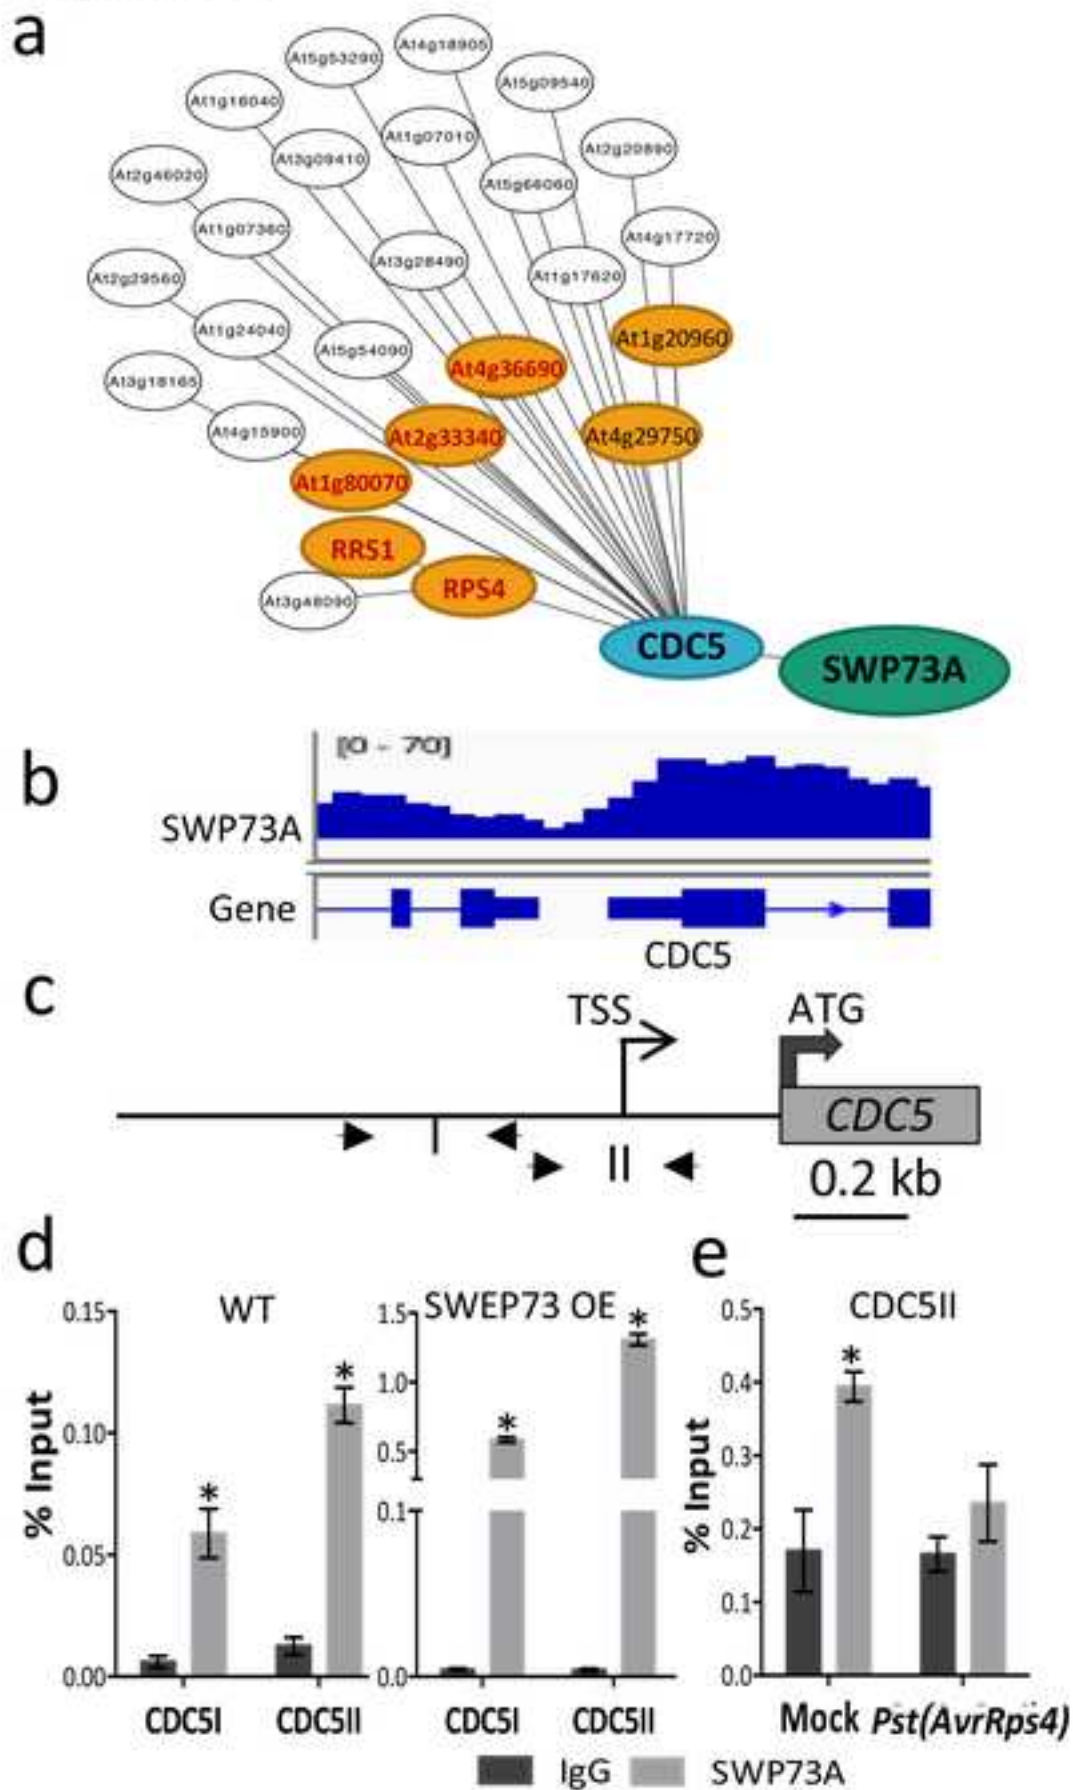 a
At4g18905
At5g53290
At5g09540
At1g16040
At1g07010
At3g09410
At2g20890
At2g46020
At5g66060
At1g07360
At4g17720
At3g28490
At1g17620
At2g29560
At1g24040
At1g20960
At5g54090
At4g36690
At3g18165
At4g15900
At2g33340
At4g29750
At1g80070
RRS1
RPS4
At3g48090
CDC5
SWP73A
b
[0 - 70]
SWP73A
Gene
CDC5
c
TSS
ATG
CDC5
I
II
0.2 kb
d
e
WT
SWEP73 OE
CDC5II
% Input
0.15
0.10
0.05
0.00
*
*
CDC5I
CDC5II
1.5
1.0
0.5
0.1
0.0
*
*
CDC5I
CDC5II
% Input
0.5
0.4
0.3
0.2
0.1
0.0
*
Mock Pst(AvrRps4)
IgG
SWP73A